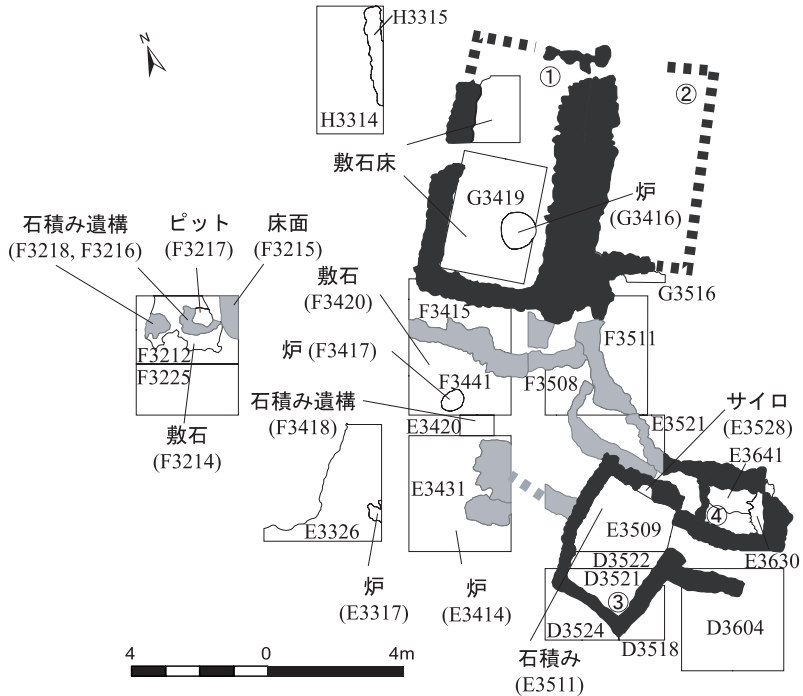 H3315
N
①
②
H3314
敷石床
G3419
炉
(G3416)
石積み遺構
(F3218, F3216)
ピット
(F3217)
床面
(F3215)
敷石
(F3420)
G3516
F3415
F3511
炉 (F3417)
F3212
F3225
F3441
F3508
石積み遺構
(F3418)
サイロ
(E3528)
敷石
(F3214)
E3420
E3521
E3641
E3431
④
E3509
E3326
E3630
D3522
炉
(E3317)
炉
(E3414)
D3521
③
D3524
D3518
D3604
石積み
(E3511)
4 0 4m